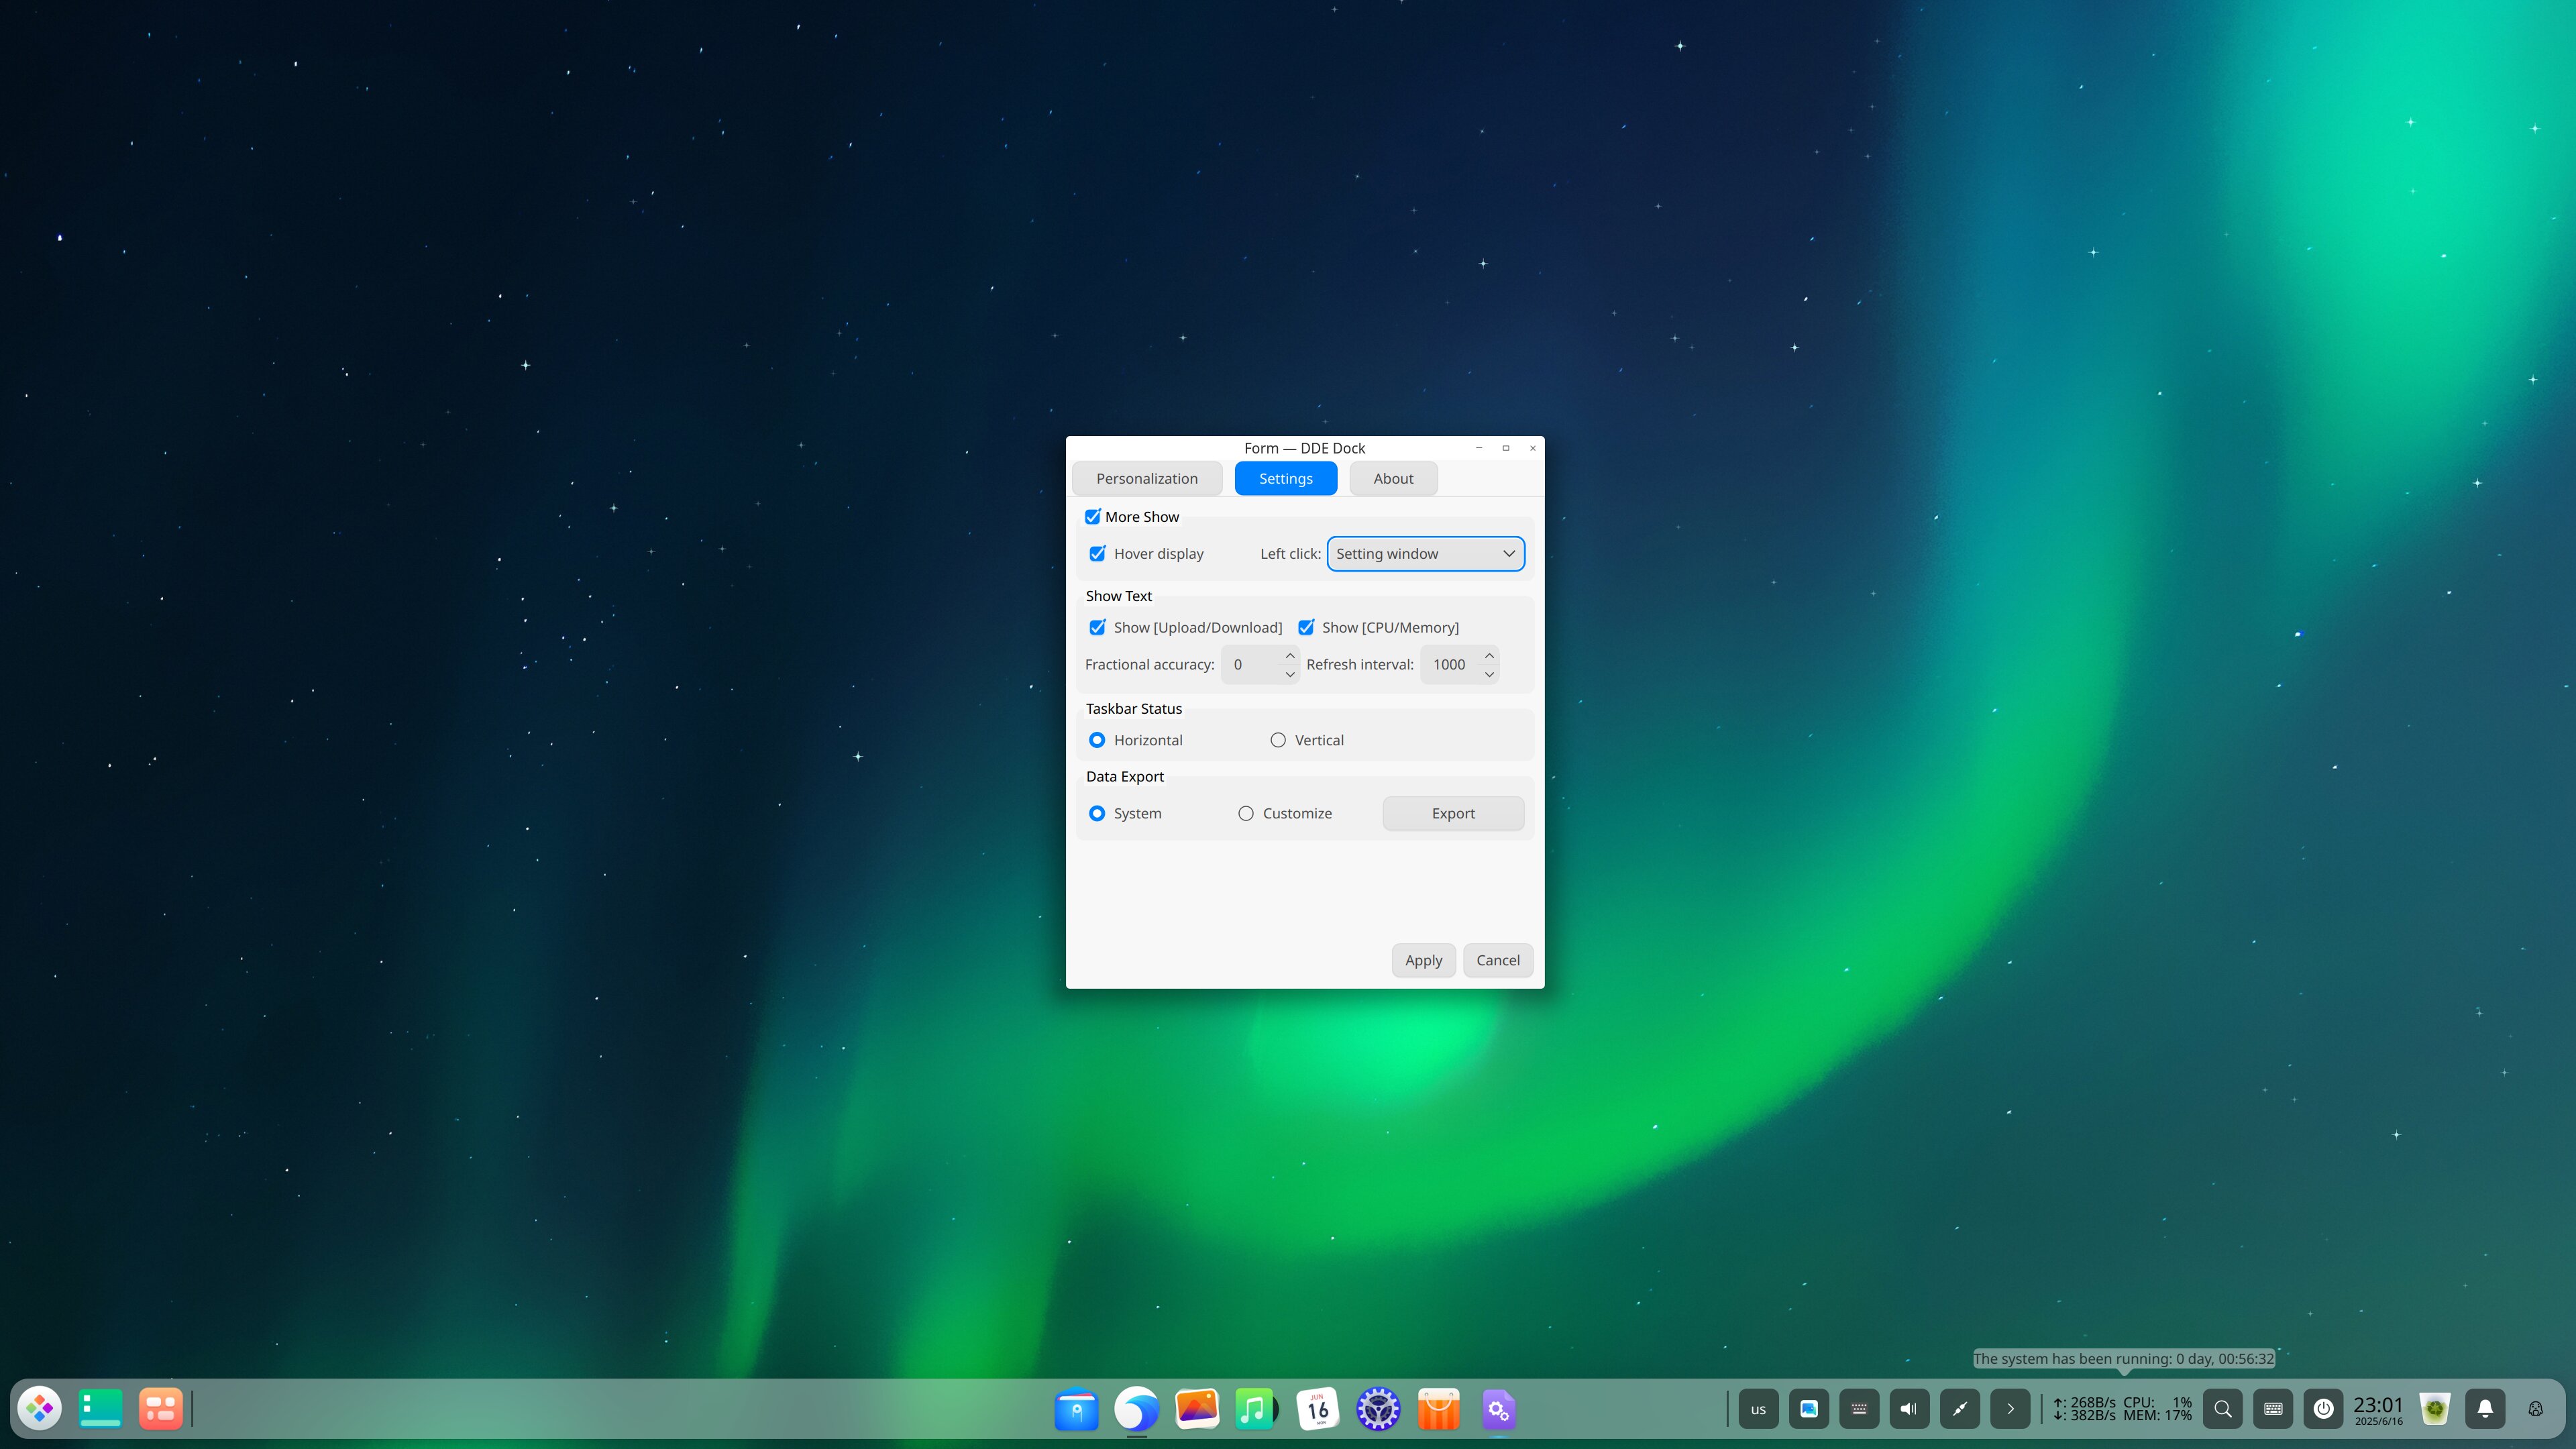 Form — DDE Dock
Personalization Settings About
More Show
Hover display Left click: Setting window
Show Text
Show [Upload/Download] Show [CPU/Memory]
Fractional accuracy: 0 Refresh interval: 1000
Taskbar Status
Horizontal Vertical
Data Export
System Customize Export
Apply Cancel
The system has been running: 0 day, 00:56:32
JUN
16
MON
us
↑: 268B/s CPU: 1%
↓: 382B/s MEM: 17%
23:01
2025/6/16